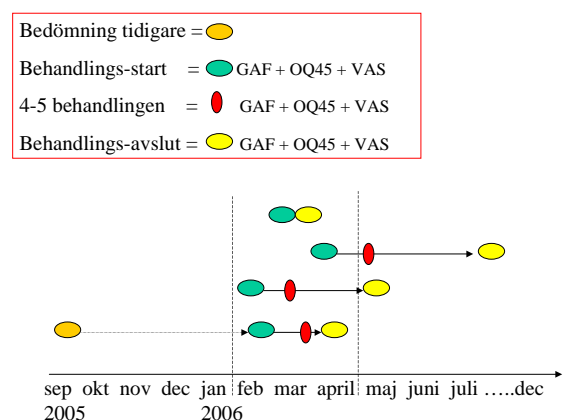 Bedömning tidigare =
Behandlings-start = GAF + OQ45 + VAS
4-5 behandlingen = GAF + OQ45 + VAS
Behandlings-avslut = GAF + OQ45 + VAS
sep okt nov dec jan feb mar april maj juni juli …..dec
2005 2006